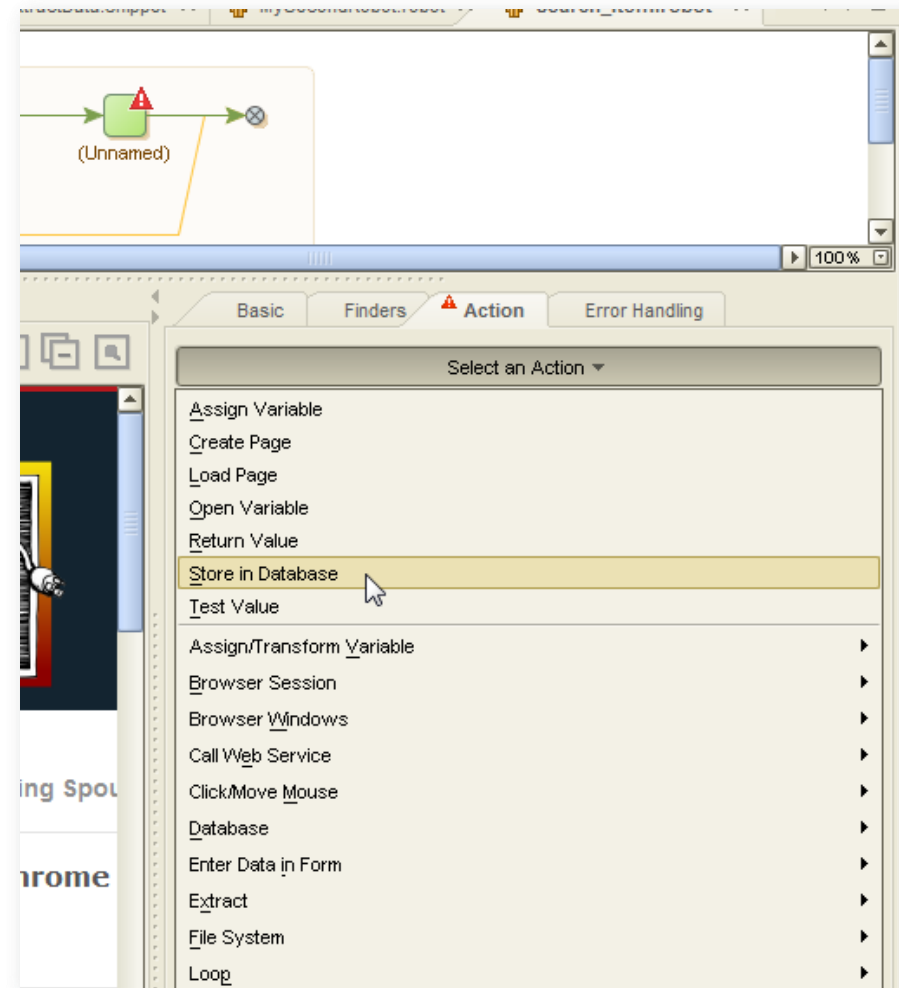 (Unnamed)
100%
Basic Finders Action Error Handling
Select an Action
Assign Variable
Create Page
Load Page
Open Variable
Return Value
Store in Database
Test Value
Assign/Transform Variable
Browser Session
Browser Windows
Call Web Service
Click/Move Mouse
Database
Enter Data in Form
Extract
File System
Loop
ing Spou
hrome